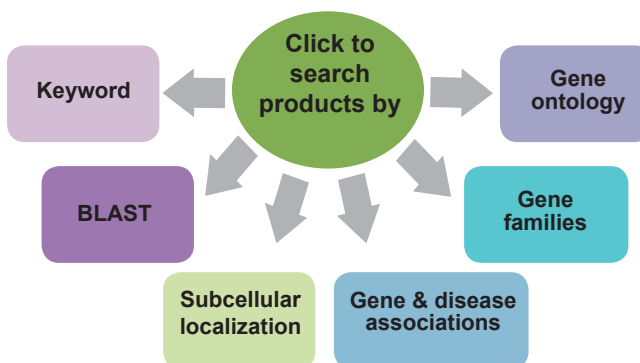 Click to
search
products by
Keyword
Gene
ontology
BLAST
Gene
families
Subcellular
localization
Gene & disease
associations